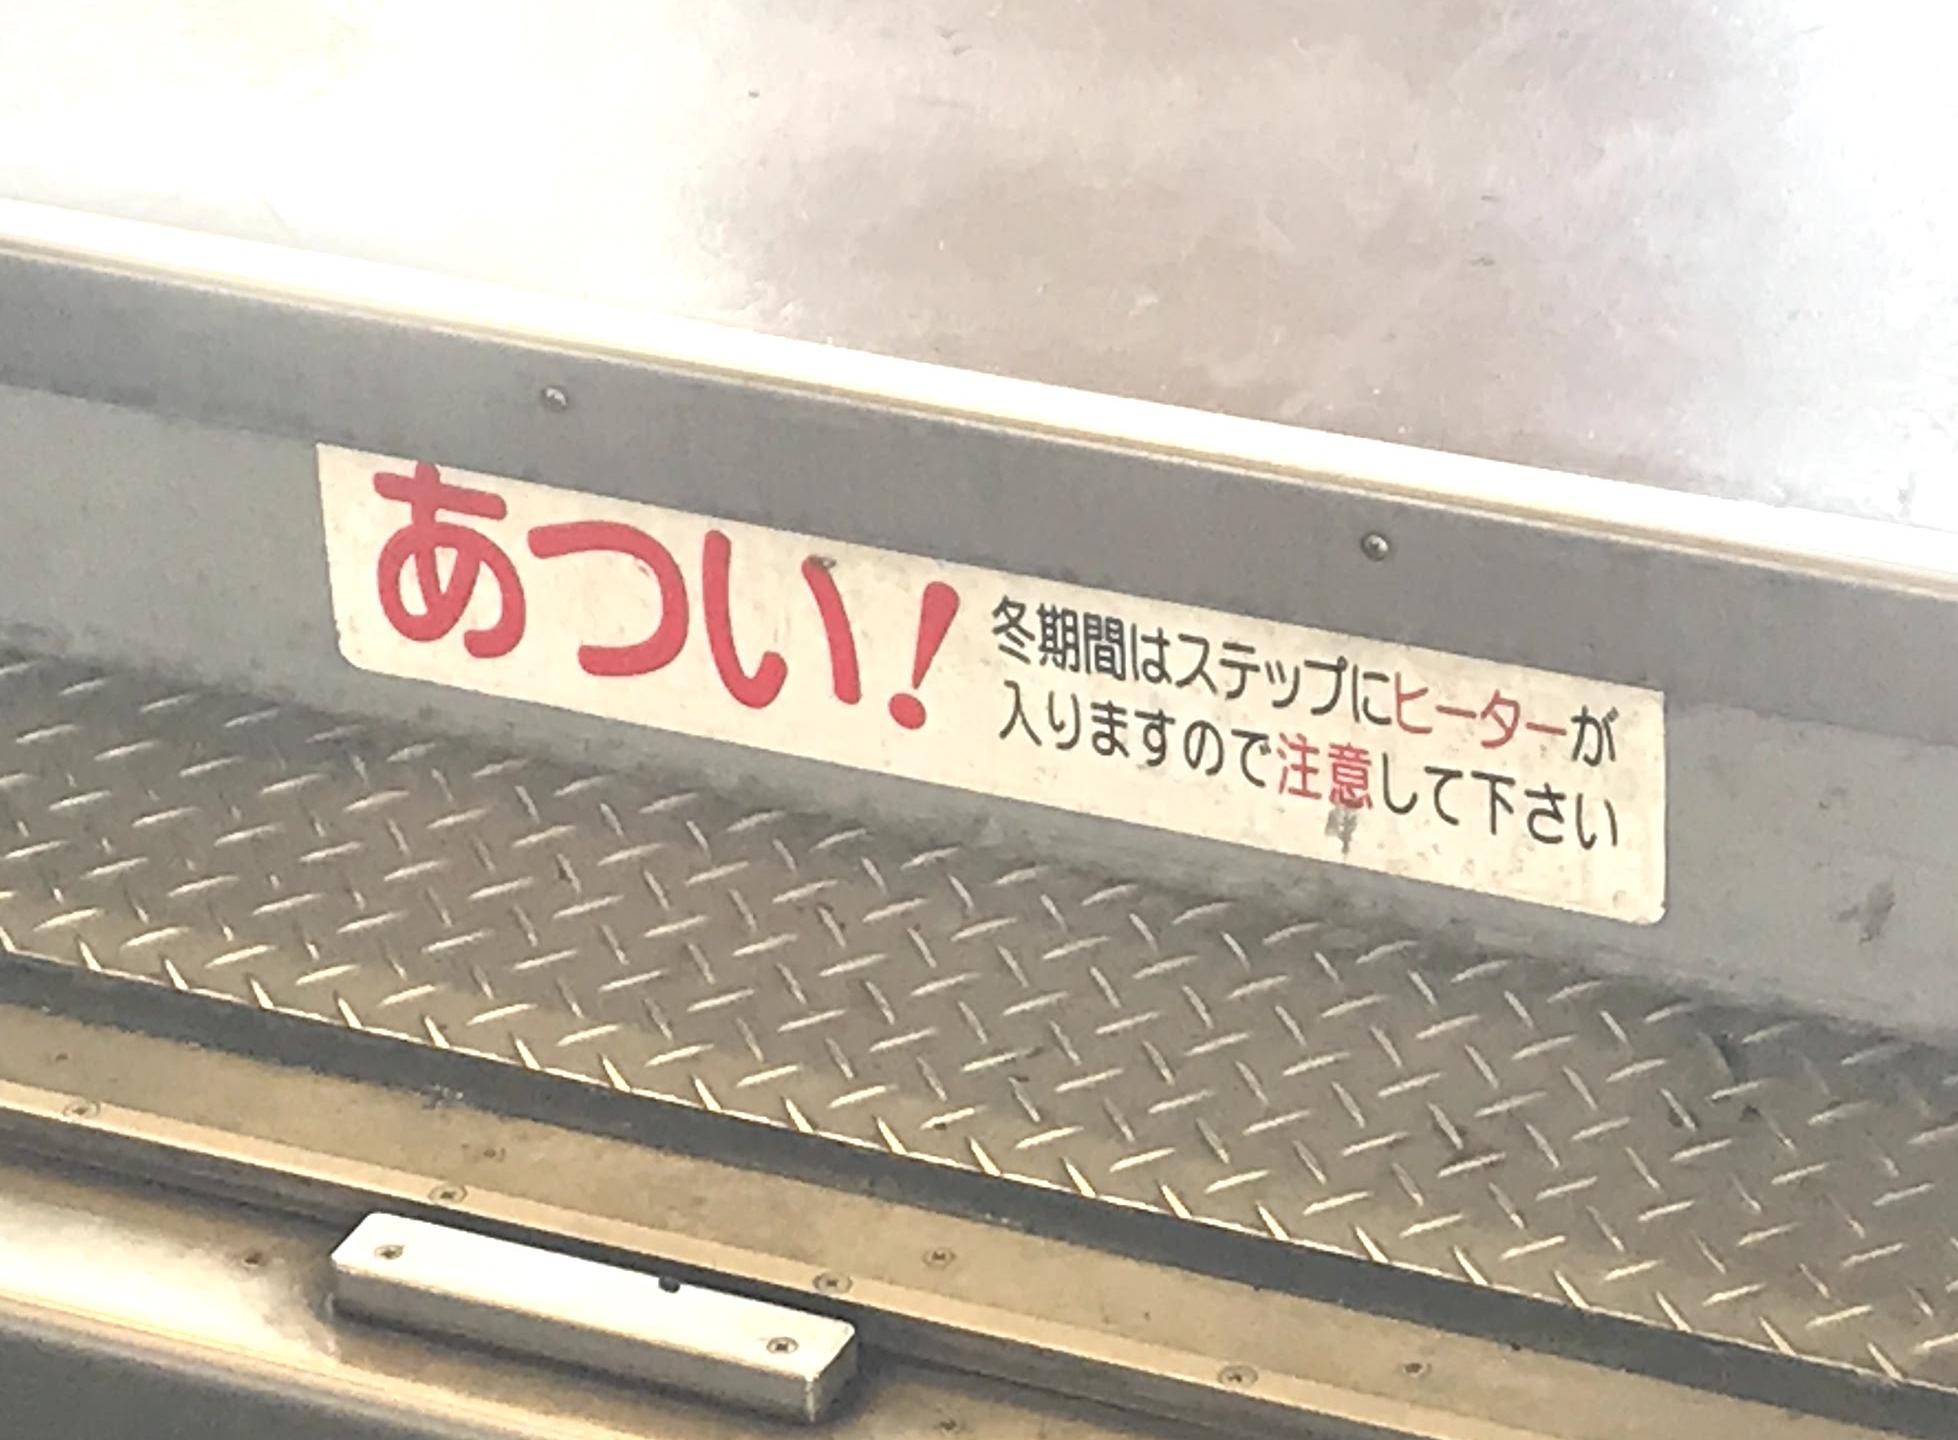 あつい!
冬期間はステップにヒーターが
入りますので注意して下さい